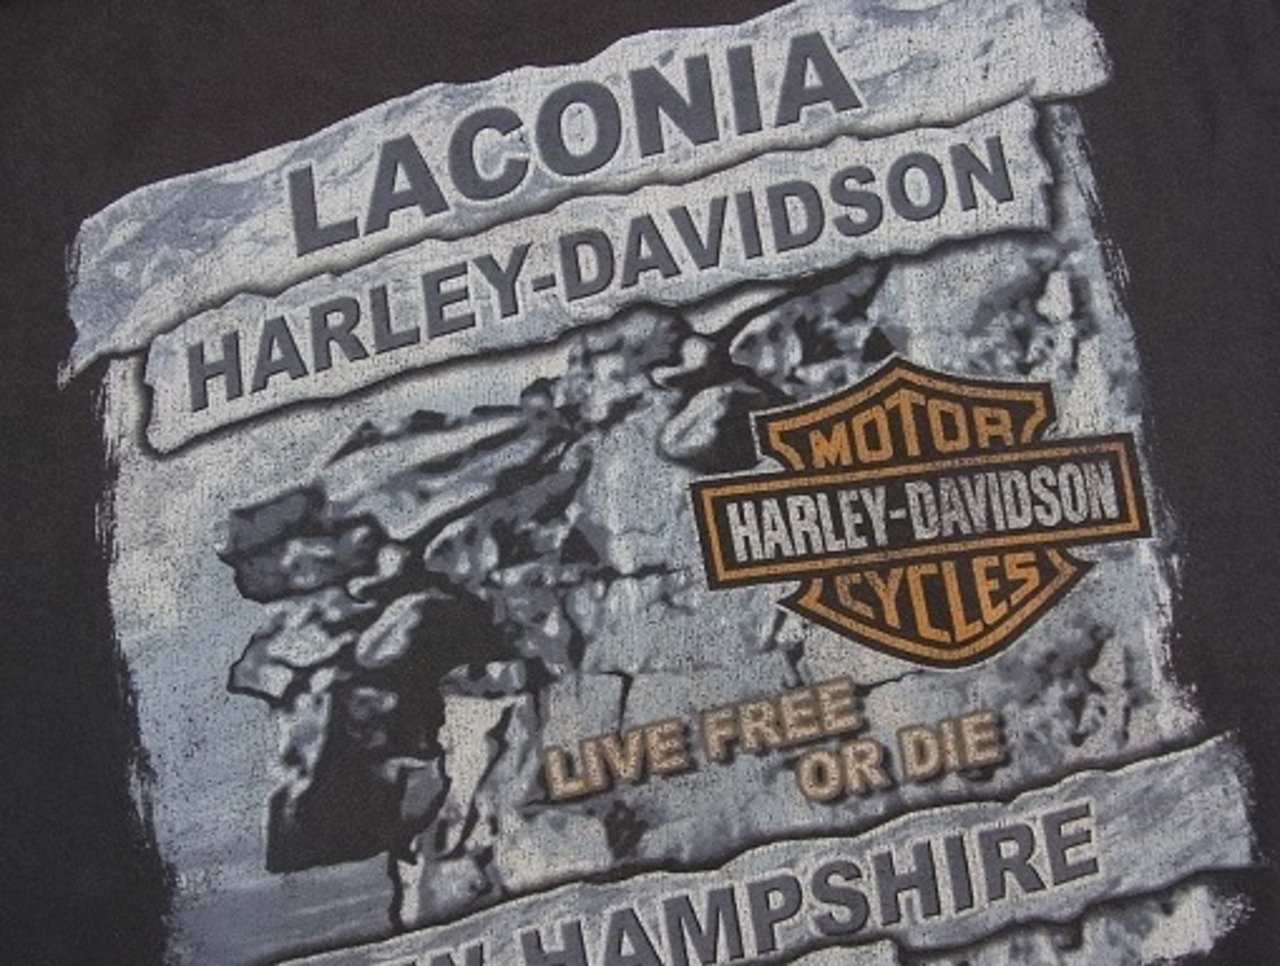 LACONIA
HARLEY-DAVIDSON
MOTOR
HARLEY-DAVIDSON
CYCLES
LIVE FREE
OR DIE
HAMPSHIRE